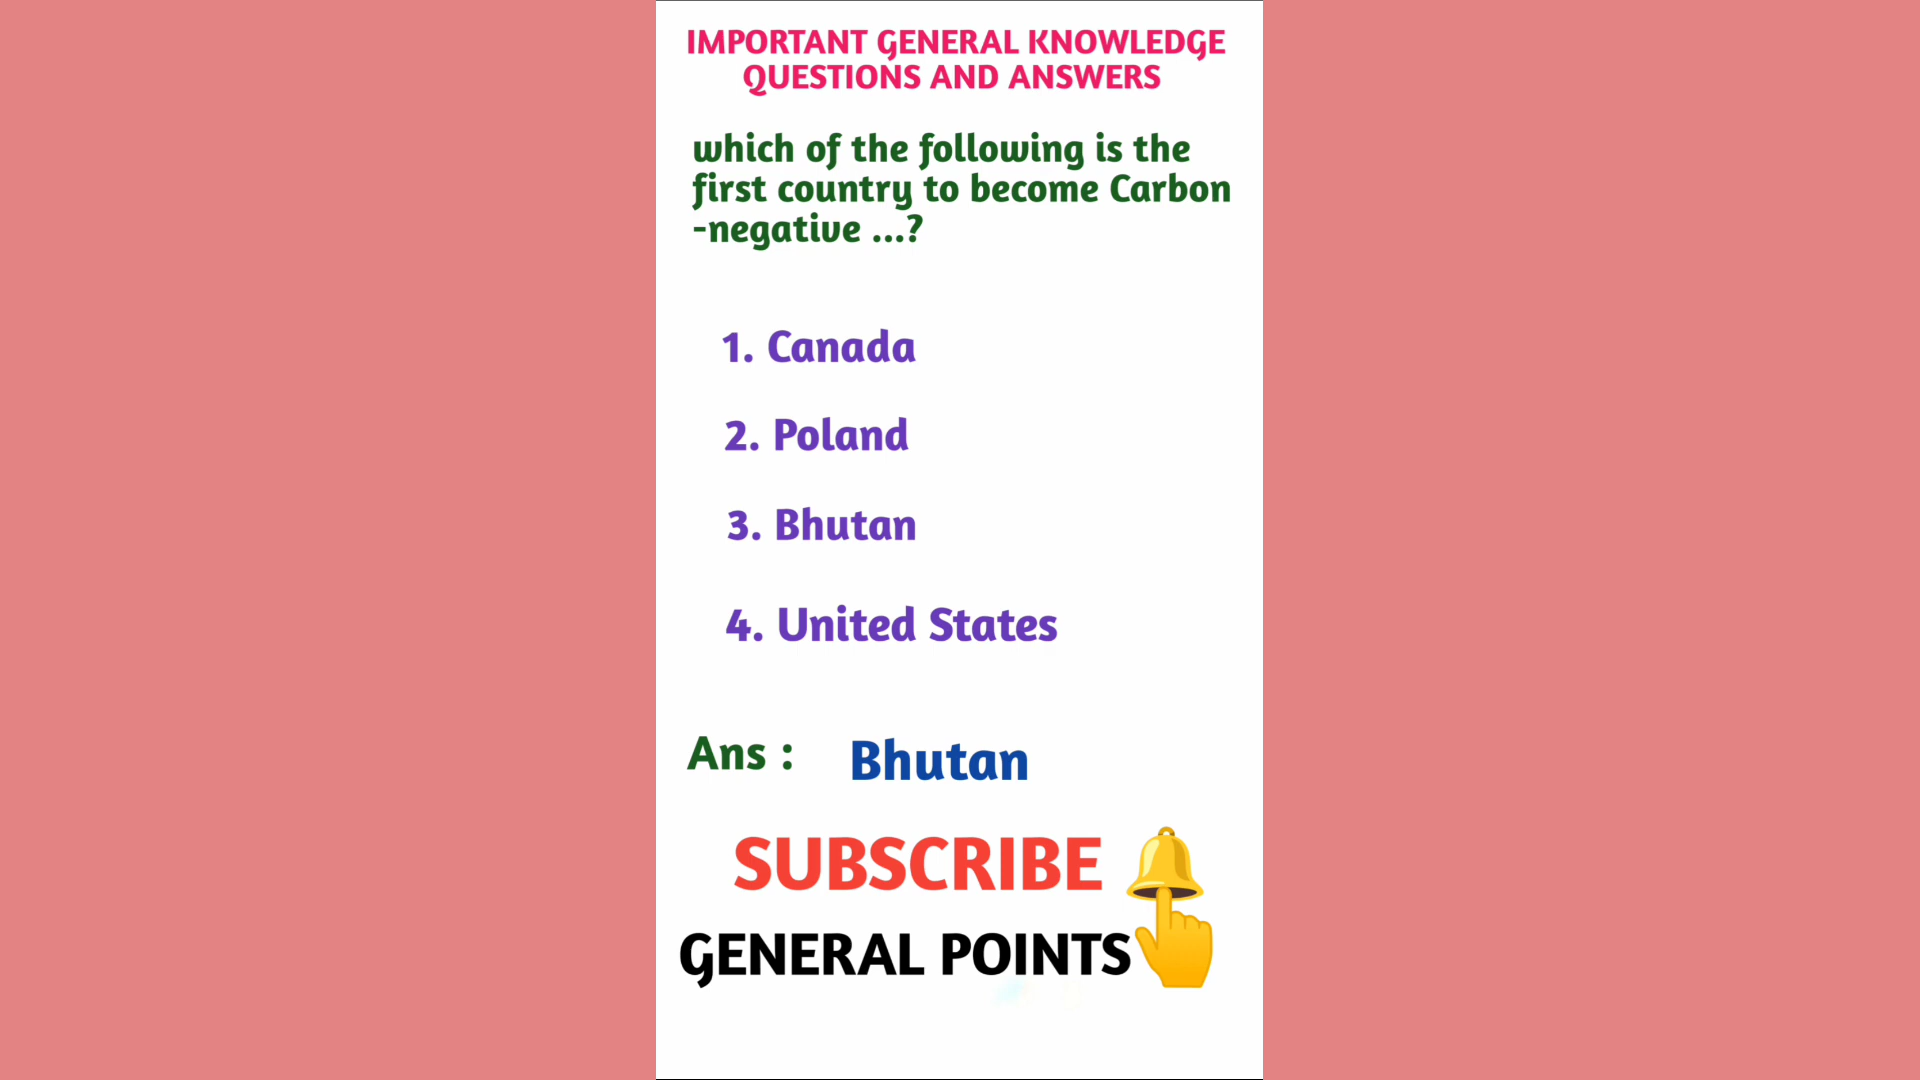 IMPORTANT GENERAL KNOWLEDGE
QUESTIONS AND ANSWERS
which of the following is the
first country to become Carbon
-negative ...?
1. Canada
2. Poland
3. Bhutan
4. United States
Ans : Bhutan
SUBSCRIBE
GENERAL POINTS